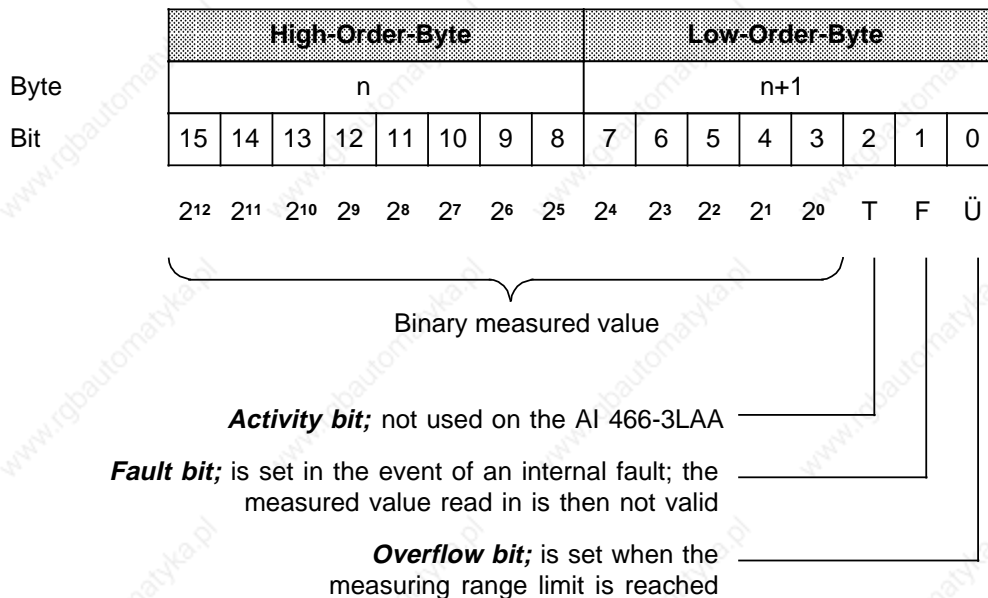 High-Order-Byte Low-Order-Byte
Byte n n+1
Bit 15 14 13 12 11 10 9 8 7 6 5 4 3 2 1 0
2¹² 2¹¹ 2¹⁰ 2⁹ 2⁸ 2⁷ 2⁶ 2⁵ 2⁴ 2³ 2² 2¹ 2⁰ T F Ü
Binary measured value
Activity bit; not used on the AI 466-3LAA
Fault bit; is set in the event of an internal fault; the
measured value read in is then not valid
Overflow bit; is set when the
measuring range limit is reached
www.rgbautomatyka.pl